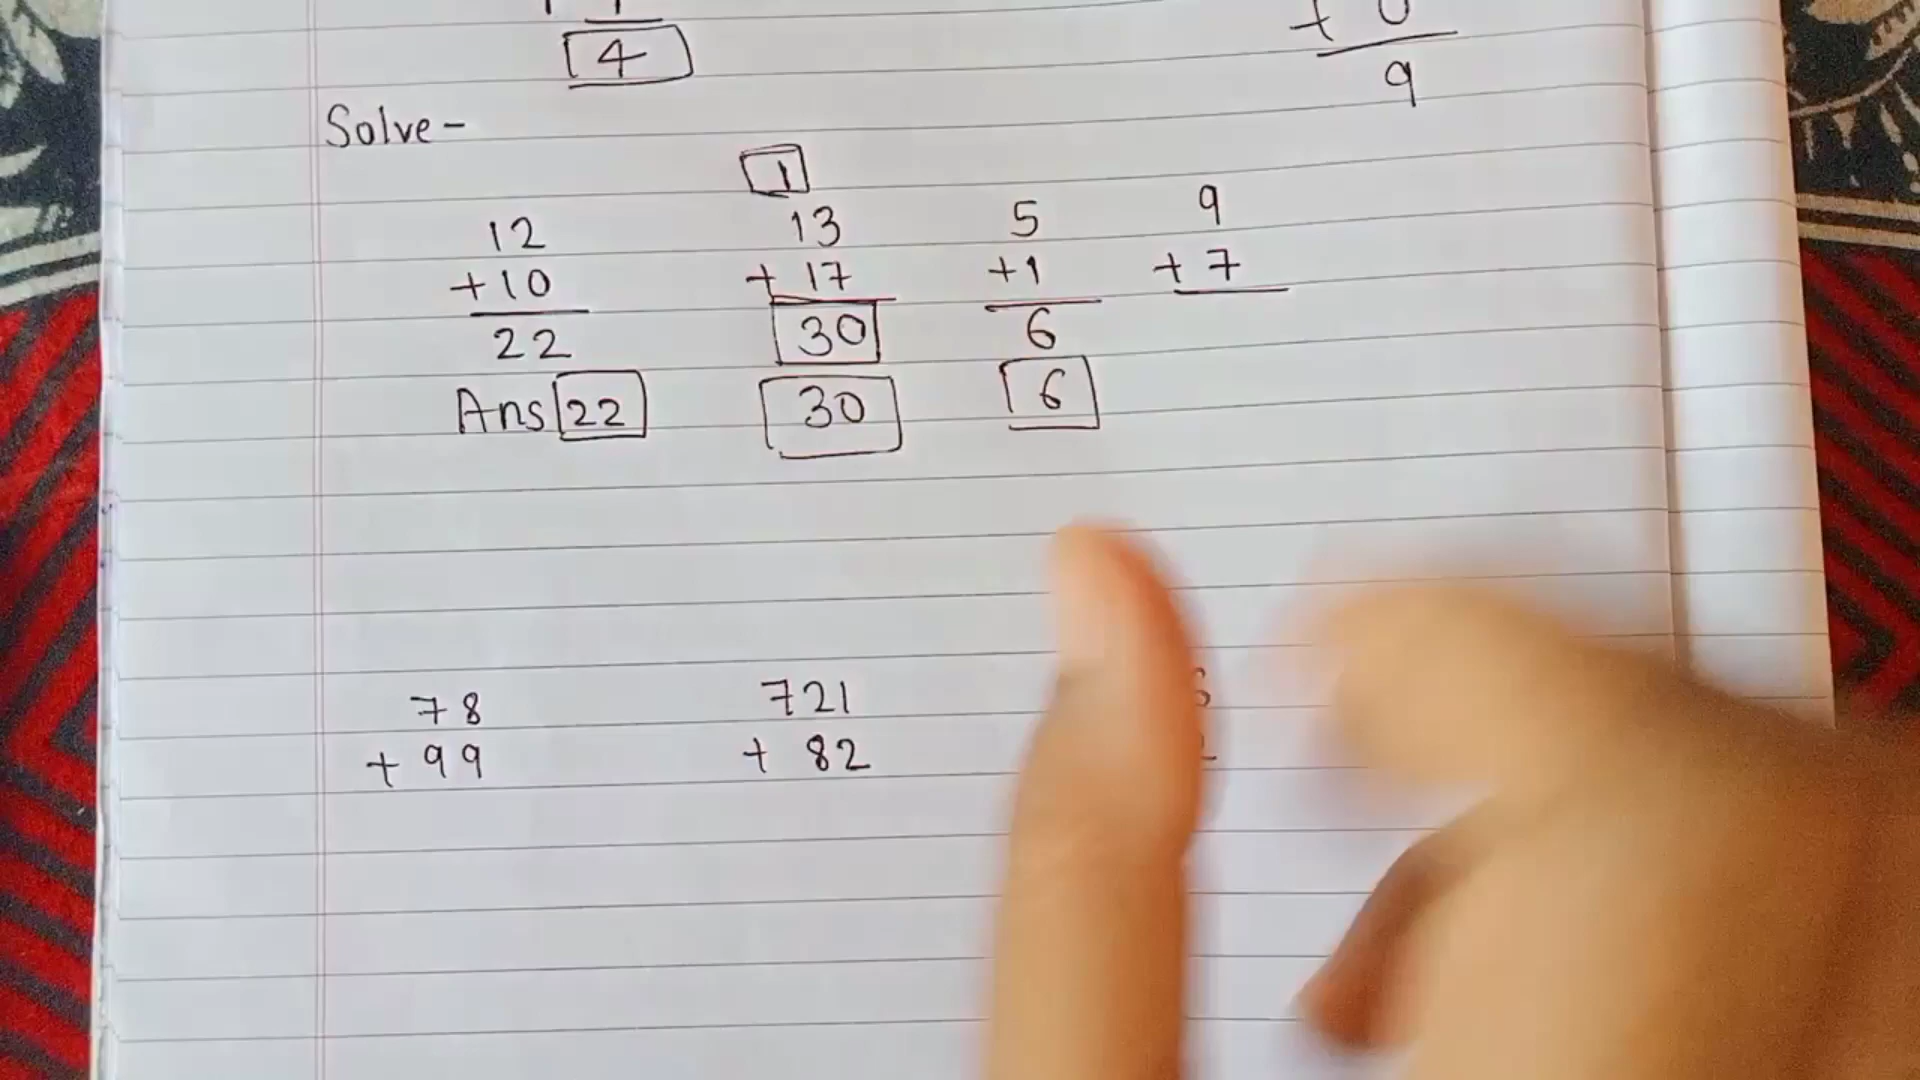 4
9
Solve -
1
12 13 5 9
+10 +17 +1 +7
22 30 6
Ans 22 30 6
78 721
+99 +82